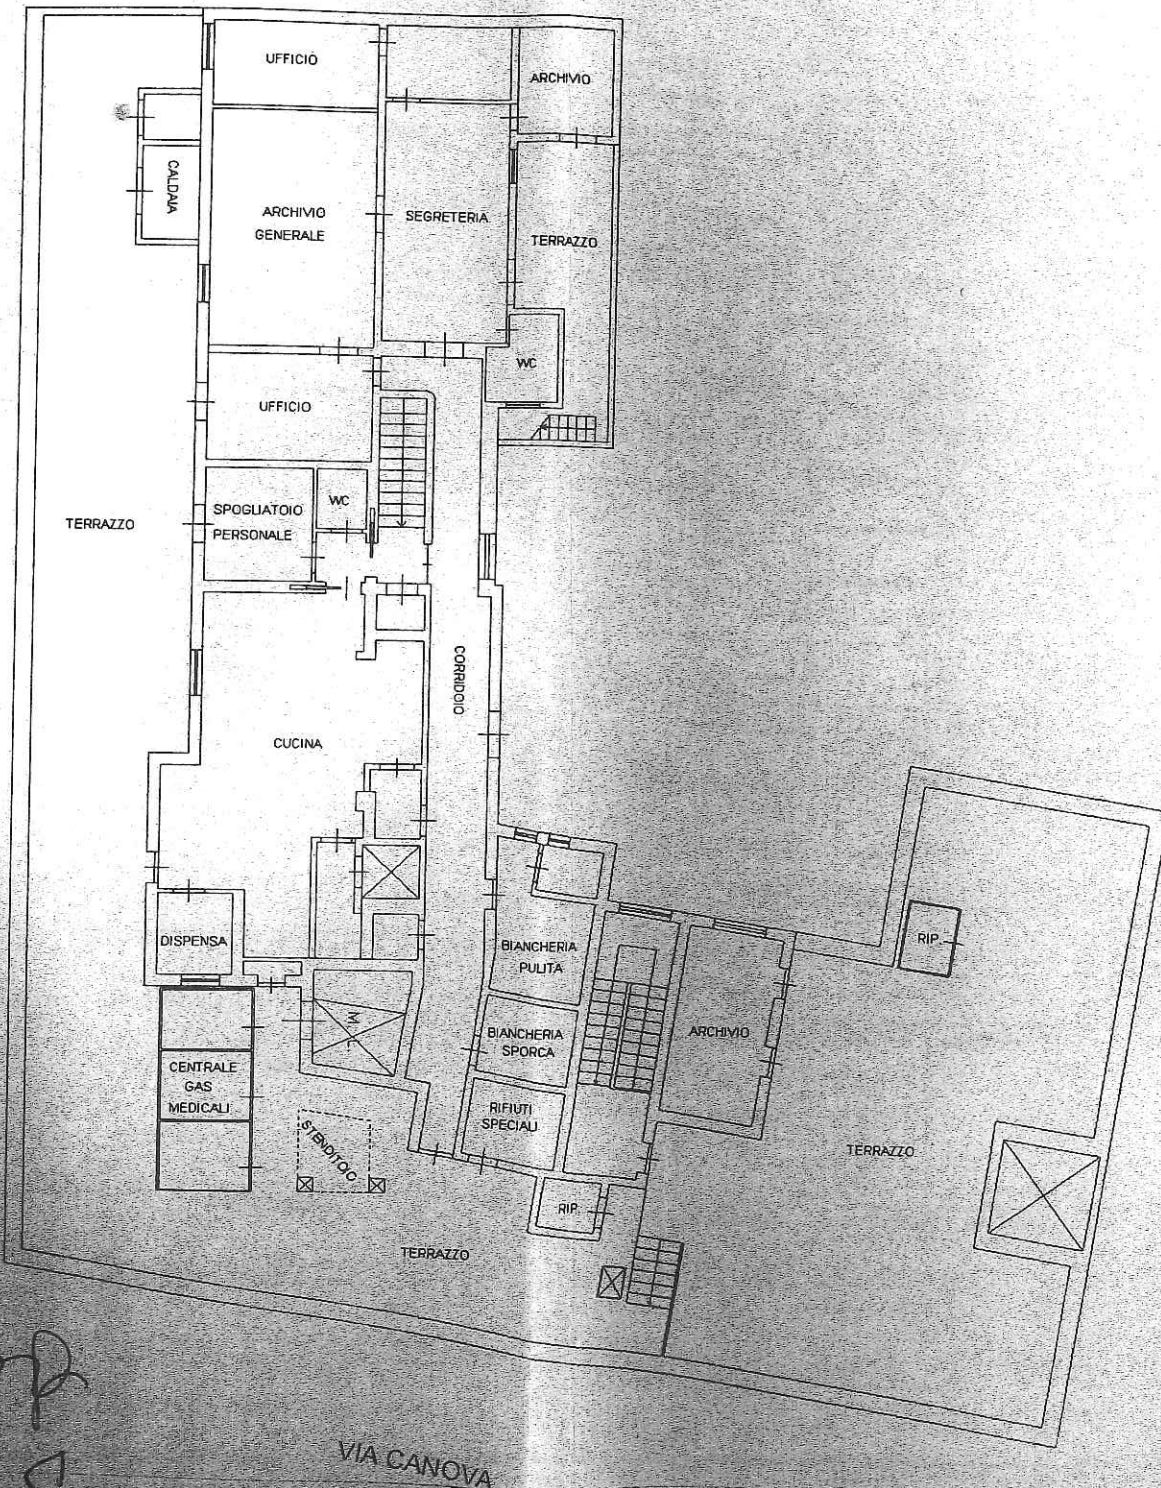 UFFICIO
ARCHIVIO
CALDAIA
ARCHIVIO
GENERALE
SEGRETERIA
TERRAZZO
WC
UFFICIO
TERRAZZO
SPOGLIATOIO
PERSONALE
WC
CORRIDOIO
CUCINA
DISPENSA
BIANCHERIA
PULITA
RIP.
M.
BIANCHERIA
SPORCA
ARCHIVIO
CENTRALE
GAS
MEDICALI
RIFIUTI
SPECIALI
STENDITOIO
TERRAZZO
RIP.
TERRAZZO
VIA CANOVA